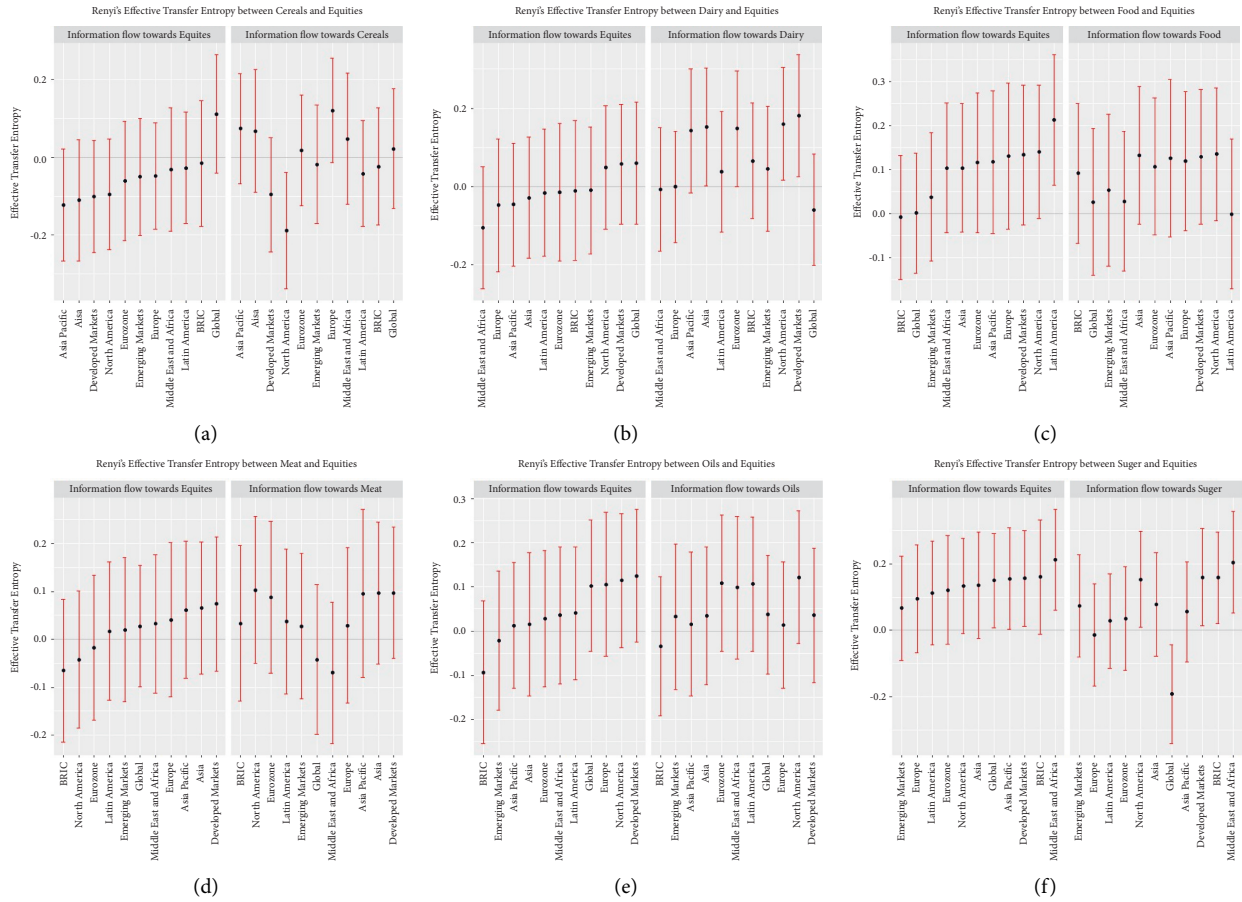 Renyi's Effective Transfer Entropy between Cereals and Equities
Information flow towards Equites
Information flow towards Cereals
Effective Transfer Entropy
0.2
0.0
-0.2
Asia Pacific
Aisa
Developed Markets
North America
Eurozone
Emerging Markets
Europe
Middle East and Africa
Latin America
BRIC
Global
Asia Pacific
Aisa
Developed Markets
North America
Eurozone
Emerging Markets
Europe
Middle East and Africa
Latin America
BRIC
Global
(a)
Renyi's Effective Transfer Entropy between Dairy and Equities
Information flow towards Equites
Information flow towards Dairy
Effective Transfer Entropy
0.2
0.0
-0.2
Middle East and Africa
Europe
Asia Pacific
Asia
Latin America
Eurozone
BRIC
Emerging Markets
North America
Developed Markets
Global
Middle East and Africa
Europe
Asia Pacific
Asia
Latin America
Eurozone
BRIC
Emerging Markets
North America
Developed Markets
Global
(b)
Renyi's Effective Transfer Entropy between Food and Equities
Information flow towards Equites
Information flow towards Food
Effective Transfer Entropy
0.3
0.2
0.1
0.0
-0.1
BRIC
Global
Emerging Markets
Middle East and Africa
Asia
Eurozone
Asia Pacific
Europe
Developed Markets
North America
Latin America
BRIC
Global
Emerging Markets
Middle East and Africa
Asia
Eurozone
Asia Pacific
Europe
Developed Markets
North America
Latin America
(c)
Renyi's Effective Transfer Entropy between Meat and Equities
Information flow towards Equites
Information flow towards Meat
Effective Transfer Entropy
0.2
0.1
0.0
-0.1
-0.2
BRIC
North America
Eurozone
Latin America
Emerging Markets
Global
Middle East and Africa
Europe
Asia Pacific
Asia
Developed Markets
BRIC
North America
Eurozone
Latin America
Emerging Markets
Global
Middle East and Africa
Europe
Asia Pacific
Asia
Developed Markets
(d)
Renyi's Effective Transfer Entropy between Oils and Equities
Information flow towards Equites
Information flow towards Oils
Effective Transfer Entropy
0.3
0.2
0.1
0.0
-0.1
-0.2
BRIC
Emerging Markets
Asia Pacific
Asia
Eurozone
Middle East and Africa
Latin America
Global
Europe
North America
Developed Markets
BRIC
Emerging Markets
Asia Pacific
Asia
Eurozone
Middle East and Africa
Latin America
Global
Europe
North America
Developed Markets
(e)
Renyi's Effective Transfer Entropy between Suger and Equities
Information flow towards Equites
Information flow towards Suger
Effective Transfer Entropy
0.2
0.0
-0.2
Emerging Markets
Europe
Latin America
Eurozone
North America
Asia
Global
Asia Pacific
Developed Markets
BRIC
Middle East and Africa
Emerging Markets
Europe
Latin America
Eurozone
North America
Asia
Global
Asia Pacific
Developed Markets
BRIC
Middle East and Africa
(f)